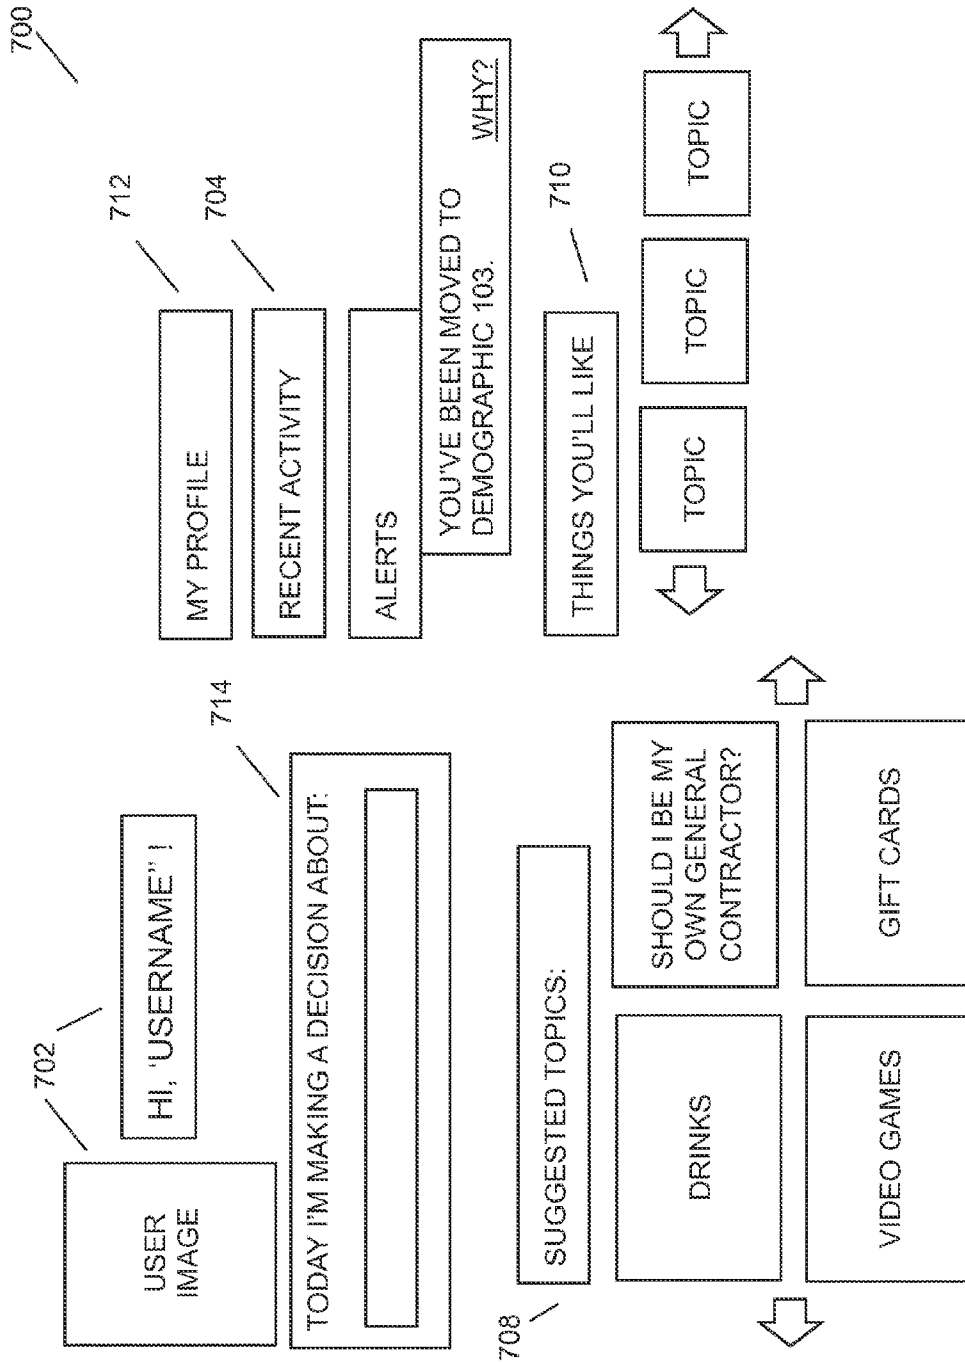 700
702
USER
IMAGE
HI, 'USERNAME" !
714
TODAY I'M MAKING A DECISION ABOUT:
708
SUGGESTED TOPICS:
DRINKS
SHOULD I BE MY
OWN GENERAL
CONTRACTOR?
VIDEO GAMES
GIFT CARDS
712
MY PROFILE
704
RECENT ACTIVITY
ALERTS
YOU'VE BEEN MOVED TO
DEMOGRAPHIC 103.
WHY?
710
THINGS YOU'LL LIKE
TOPIC
TOPIC
TOPIC